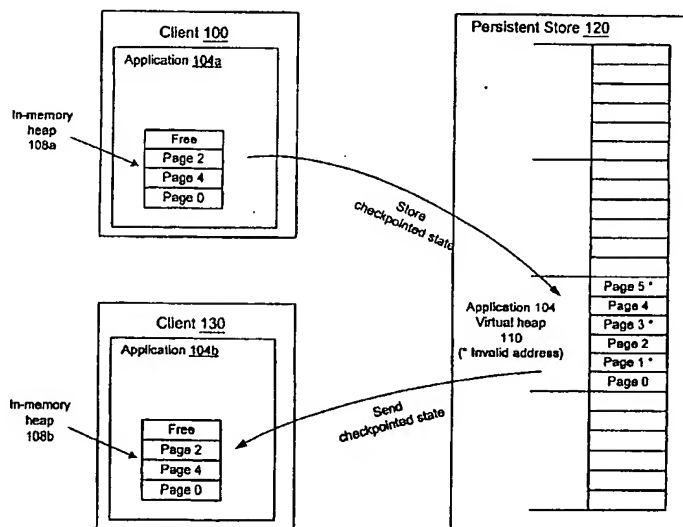 Client 100
Application 104a
In-memory
heap
108a
Free
Page 2
Page 4
Page 0
Store
checkpointed state
Persistent Store 120
Page 5 *
Page 4
Page 3 *
Page 2
Page 1 *
Page 0
Application 104
Virtual heap
110
(* Invalid address)
Client 130
Application 104b
In-memory
heap
108b
Free
Page 2
Page 4
Page 0
Send
checkpointed state